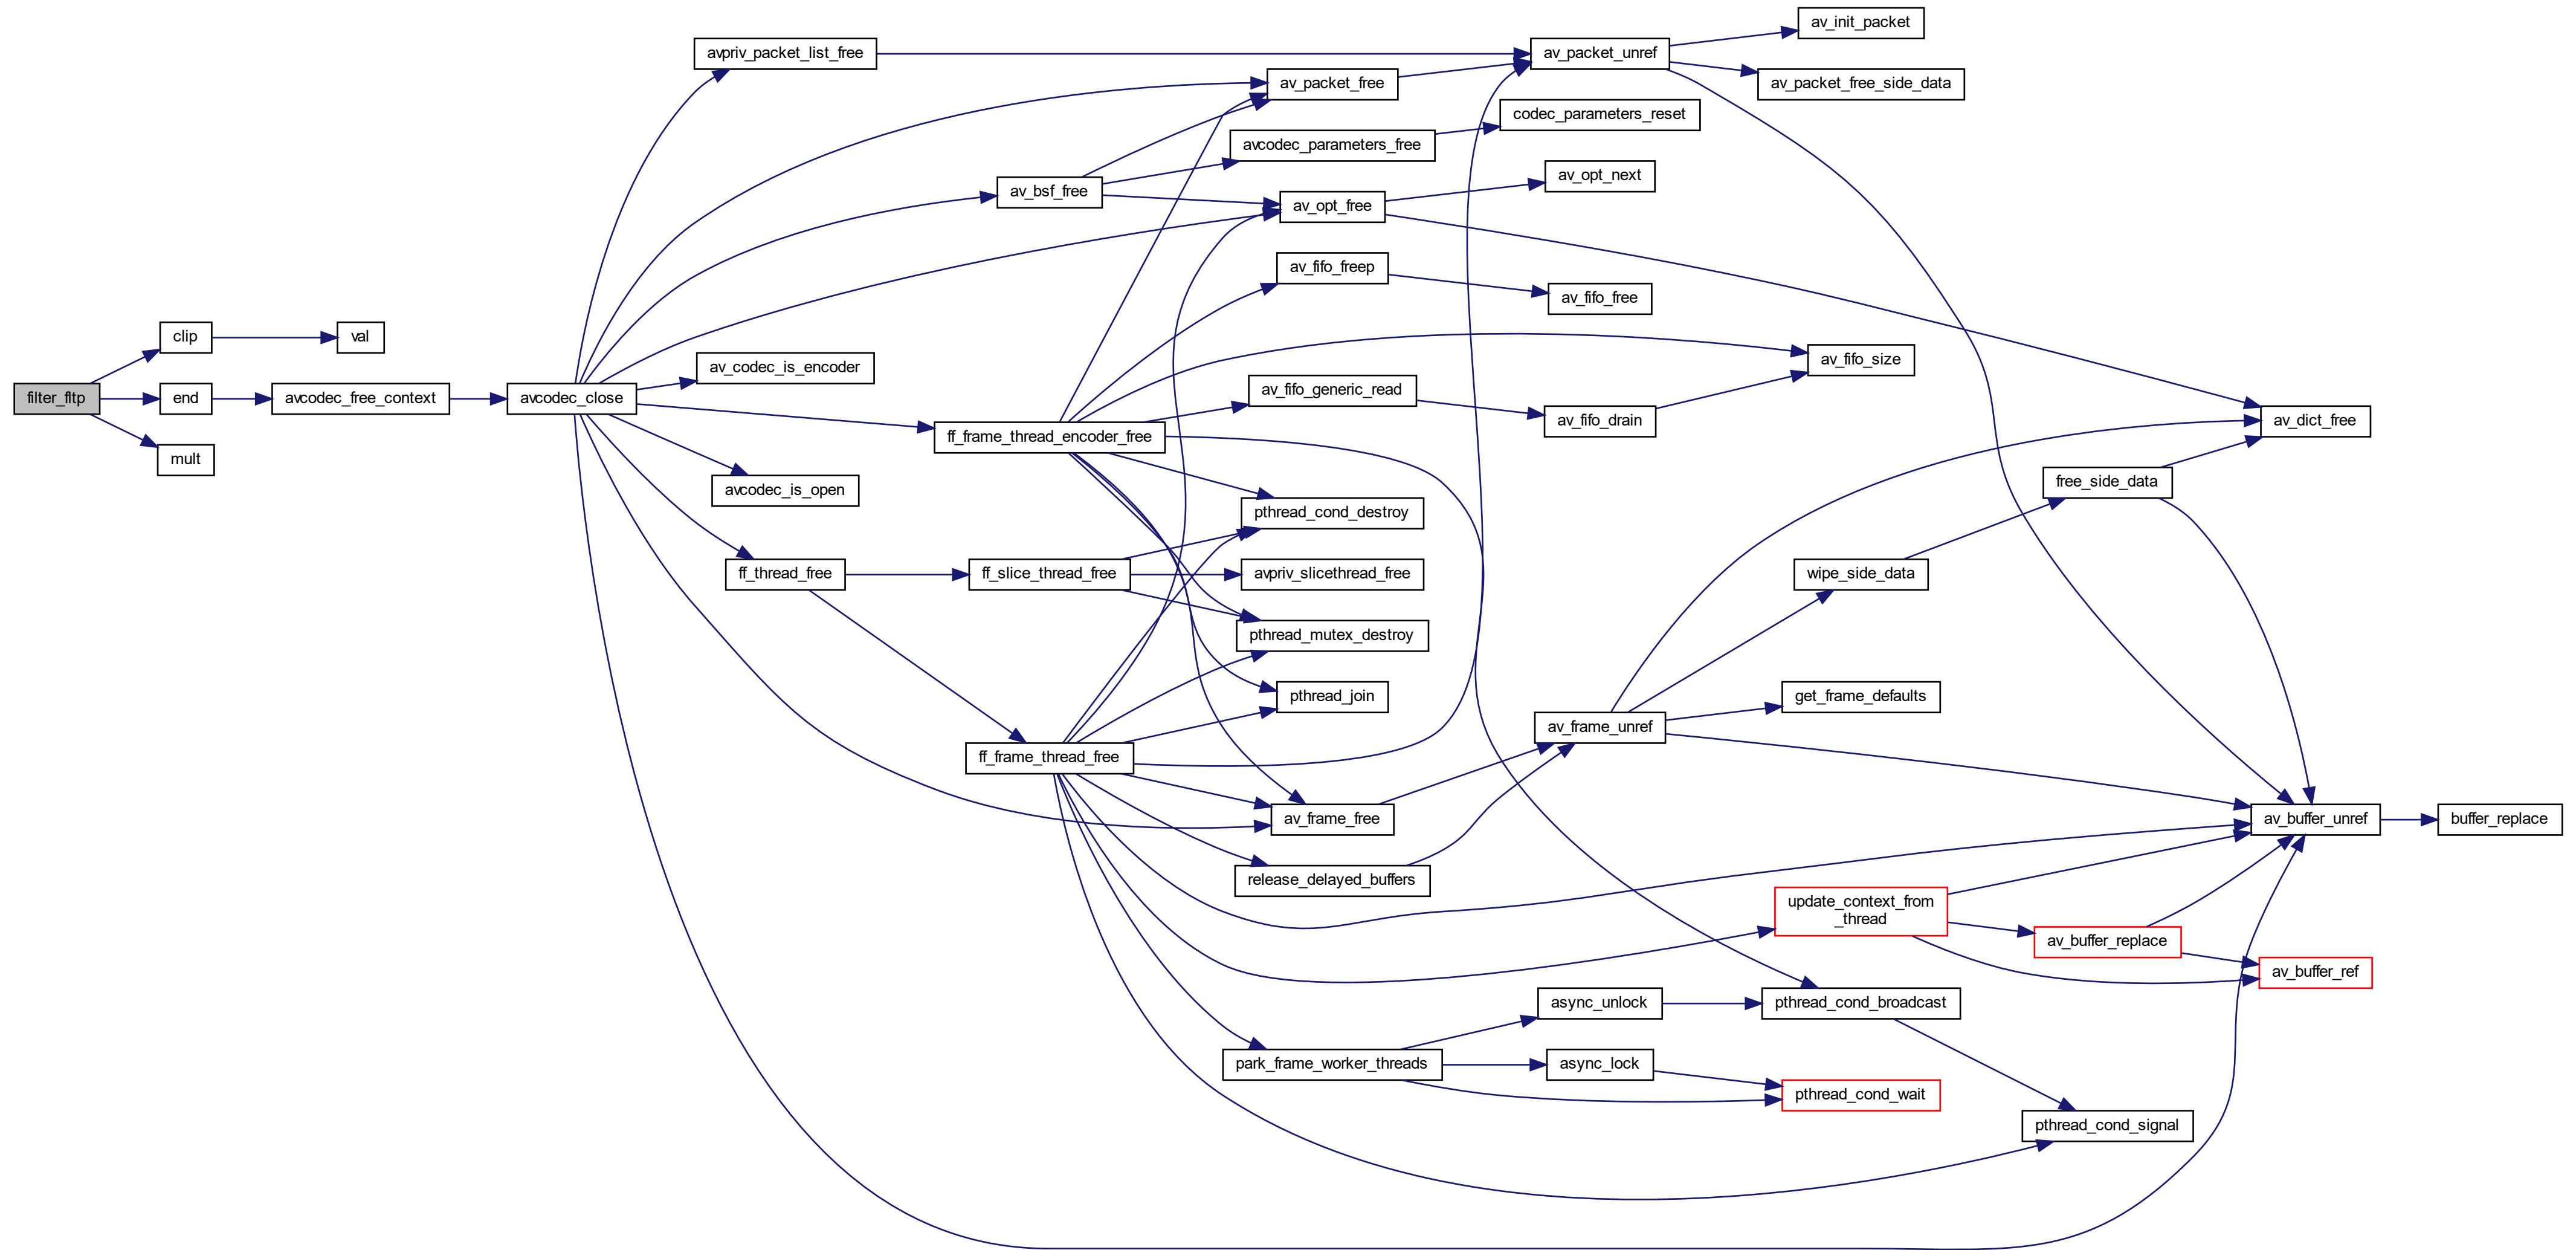 filter_fltp
clip
val
end
mult
avcodec_free_context
avcodec_close
avpriv_packet_list_free
av_packet_free
av_packet_unref
av_init_packet
av_packet_free_side_data
codec_parameters_reset
avcodec_parameters_free
av_bsf_free
av_opt_free
av_opt_next
av_fifo_freep
av_fifo_free
av_fifo_size
av_codec_is_encoder
av_fifo_generic_read
av_fifo_drain
av_dict_free
ff_frame_thread_encoder_free
avcodec_is_open
pthread_cond_destroy
free_side_data
ff_thread_free
ff_slice_thread_free
avpriv_slicethread_free
wipe_side_data
pthread_mutex_destroy
pthread_join
get_frame_defaults
av_frame_unref
ff_frame_thread_free
av_frame_free
av_buffer_unref
buffer_replace
release_delayed_buffers
update_context_from
_thread
av_buffer_replace
av_buffer_ref
async_unlock
pthread_cond_broadcast
park_frame_worker_threads
async_lock
pthread_cond_wait
pthread_cond_signal